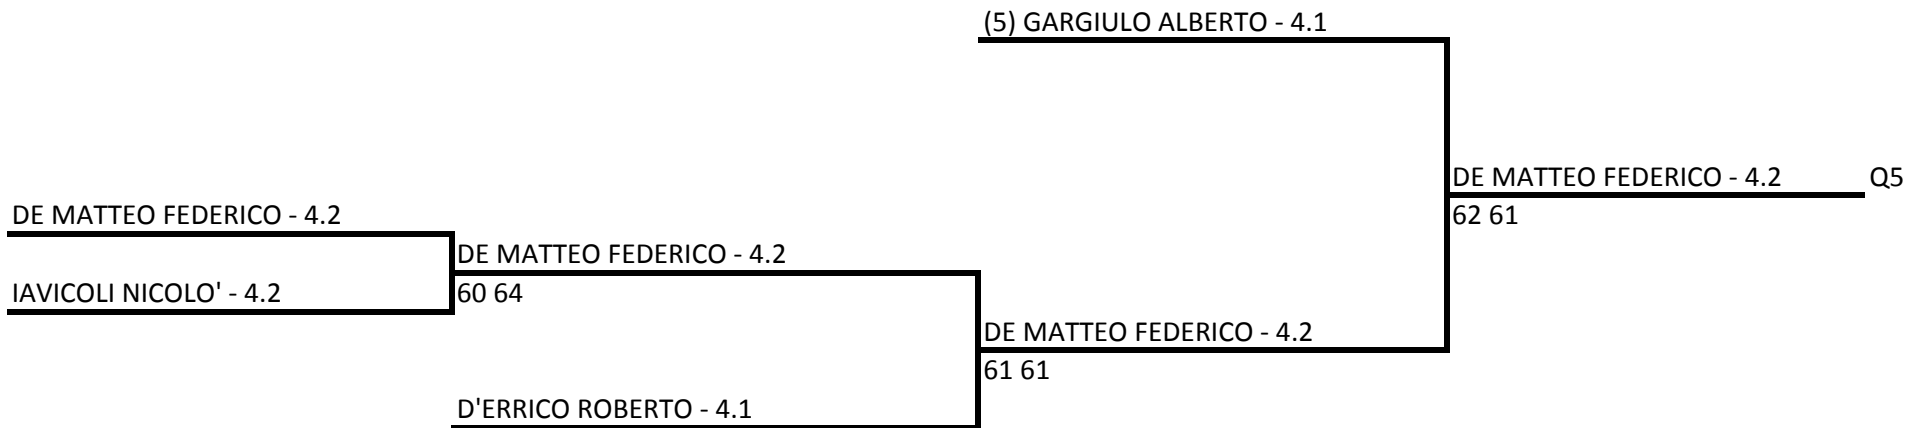 (5) GARGIULO ALBERTO - 4.1
DE MATTEO FEDERICO - 4.2 Q5
DE MATTEO FEDERICO - 4.2
62 61
DE MATTEO FEDERICO - 4.2
IAVICOLI NICOLO' - 4.2
60 64
DE MATTEO FEDERICO - 4.2
61 61
D'ERRICO ROBERTO - 4.1